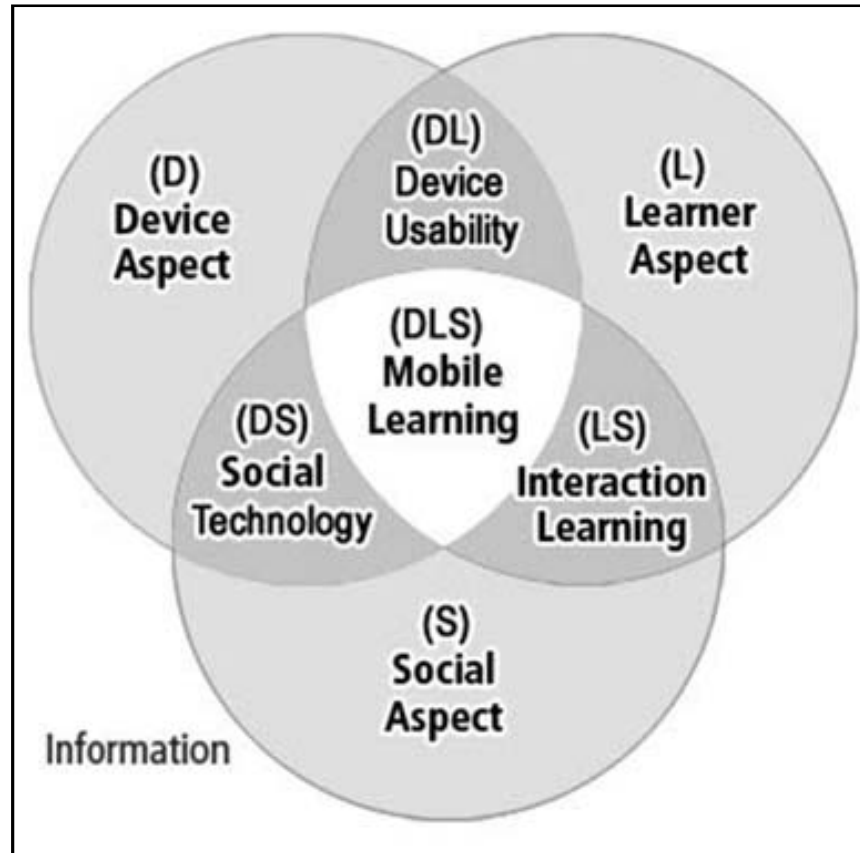 (D)
Device
Aspect
(DL)
Device
Usability
(L)
Learner
Aspect
(DLS)
Mobile
Learning
(DS)
Social
Technology
(LS)
Interaction
Learning
(S)
Social
Aspect
Information